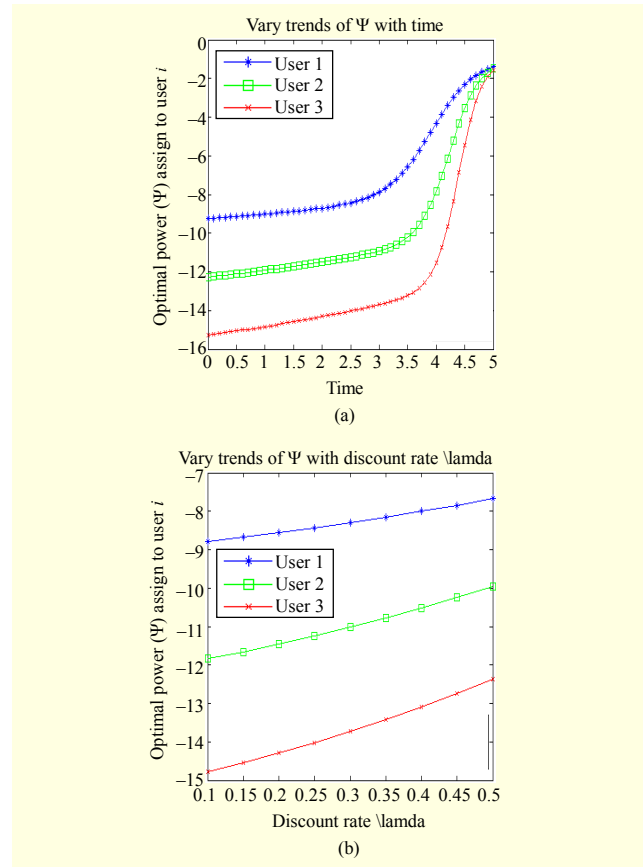 Vary trends of Ψ with time
Optimal power (Ψ) assign to user i
0
−2
−4
−6
−8
−10
−12
−14
−16
User 1
User 2
User 3
0 0.5 1 1.5 2 2.5 3 3.5 4 4.5 5
Time
(a)
Vary trends of Ψ with discount rate \lamda
Optimal power (Ψ) assign to user i
−7
−8
−9
−10
−11
−12
−13
−14
−15
User 1
User 2
User 3
0.1 0.15 0.2 0.25 0.3 0.35 0.4 0.45 0.5
Discount rate \lamda
(b)